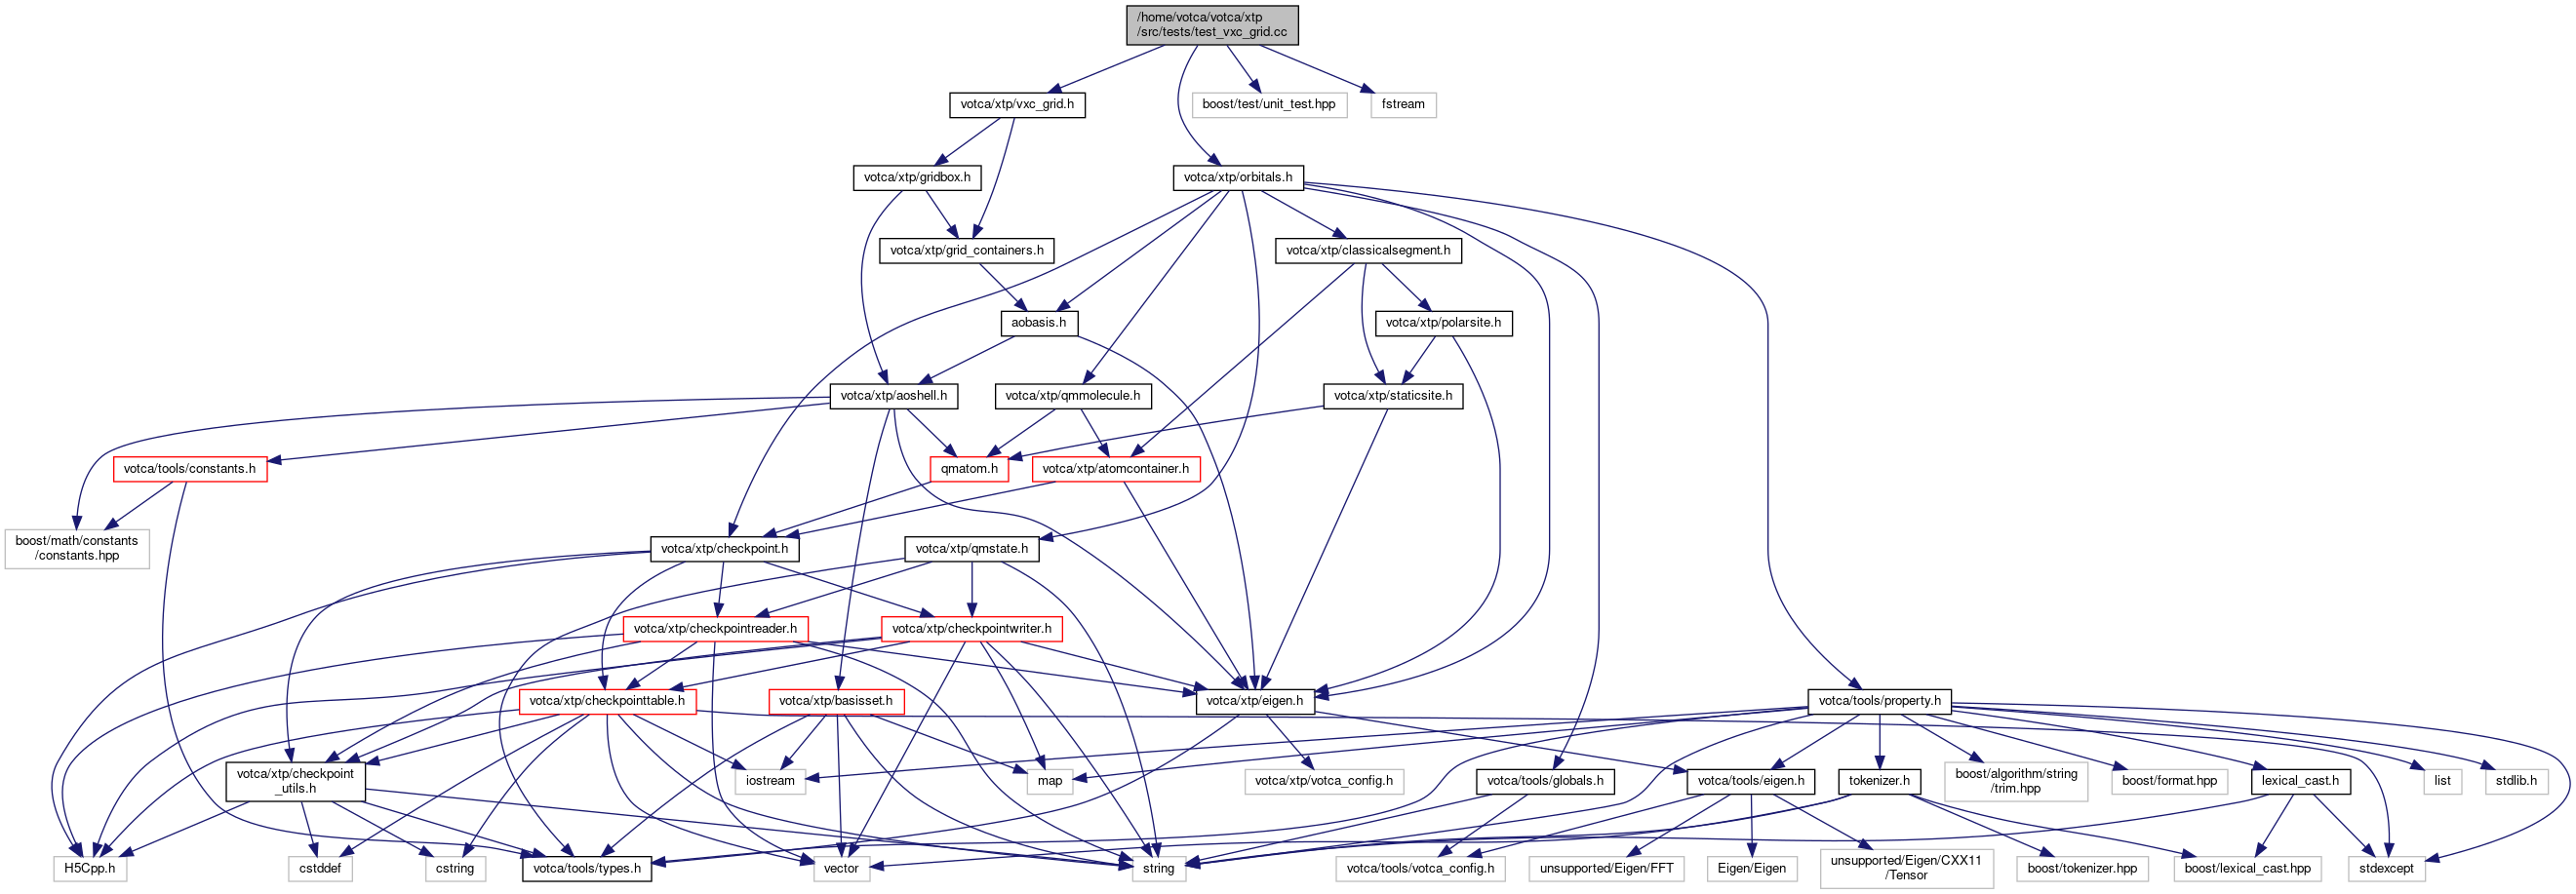 /home/votca/votca/xtp
/src/tests/test_vxc_grid.cc
votca/xtp/vxc_grid.h
boost/test/unit_test.hpp
fstream
votca/xtp/gridbox.h
votca/xtp/orbitals.h
votca/xtp/grid_containers.h
votca/xtp/classicalsegment.h
aobasis.h
votca/xtp/polarsite.h
votca/xtp/aoshell.h
votca/xtp/qmmolecule.h
votca/xtp/staticsite.h
votca/tools/constants.h
qmatom.h
votca/xtp/atomcontainer.h
boost/math/constants
/constants.hpp
votca/xtp/checkpoint.h
votca/xtp/qmstate.h
votca/xtp/checkpointreader.h
votca/xtp/checkpointwriter.h
votca/xtp/checkpointtable.h
votca/xtp/basisset.h
votca/xtp/eigen.h
votca/tools/property.h
votca/xtp/checkpoint
_utils.h
iostream
map
votca/xtp/votca_config.h
votca/tools/globals.h
votca/tools/eigen.h
tokenizer.h
boost/algorithm/string
/trim.hpp
boost/format.hpp
lexical_cast.h
list
stdlib.h
H5Cpp.h
cstddef
cstring
votca/tools/types.h
vector
string
votca/tools/votca_config.h
unsupported/Eigen/FFT
Eigen/Eigen
unsupported/Eigen/CXX11
/Tensor
boost/tokenizer.hpp
boost/lexical_cast.hpp
stdexcept